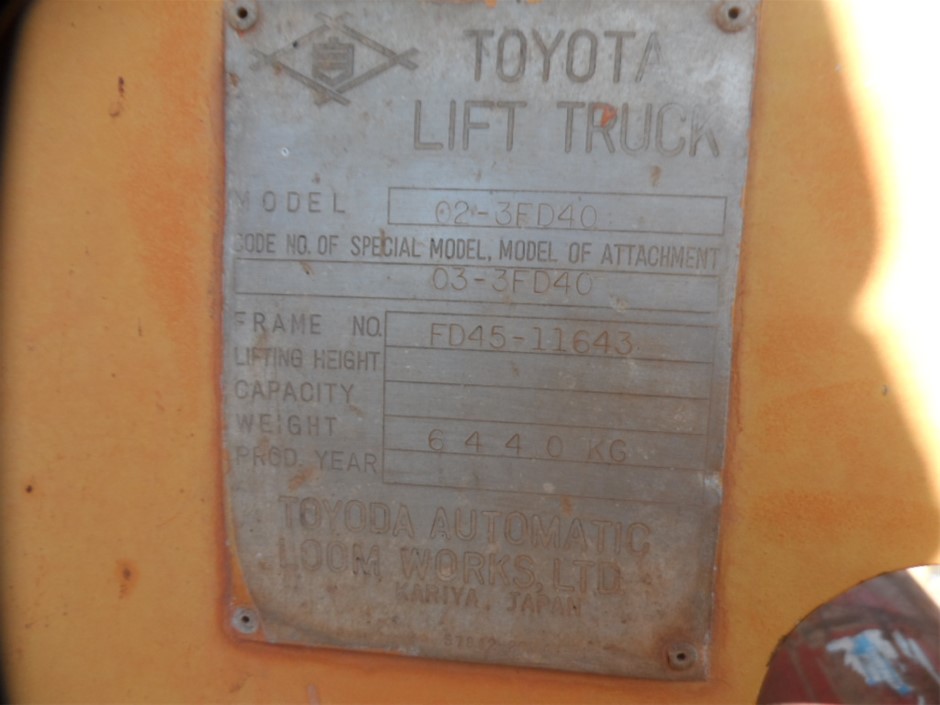 TOYOTA
LIFT TRUCK
MODEL 02-3FD40
CODE NO. OF SPECIAL MODEL, MODEL OF ATTACHMENT
03-3FD40
FRAME NO. FD45-11643
LIFTING HEIGHT
CAPACITY
WEIGHT 6440 KG
PROD. YEAR
TOYODA AUTOMATIC
LOOM WORKS, LTD.
KARIYA, JAPAN